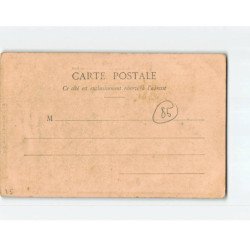 CARTE POSTALE
Ce côté est exclusivement réservé à l'adresse
M
85